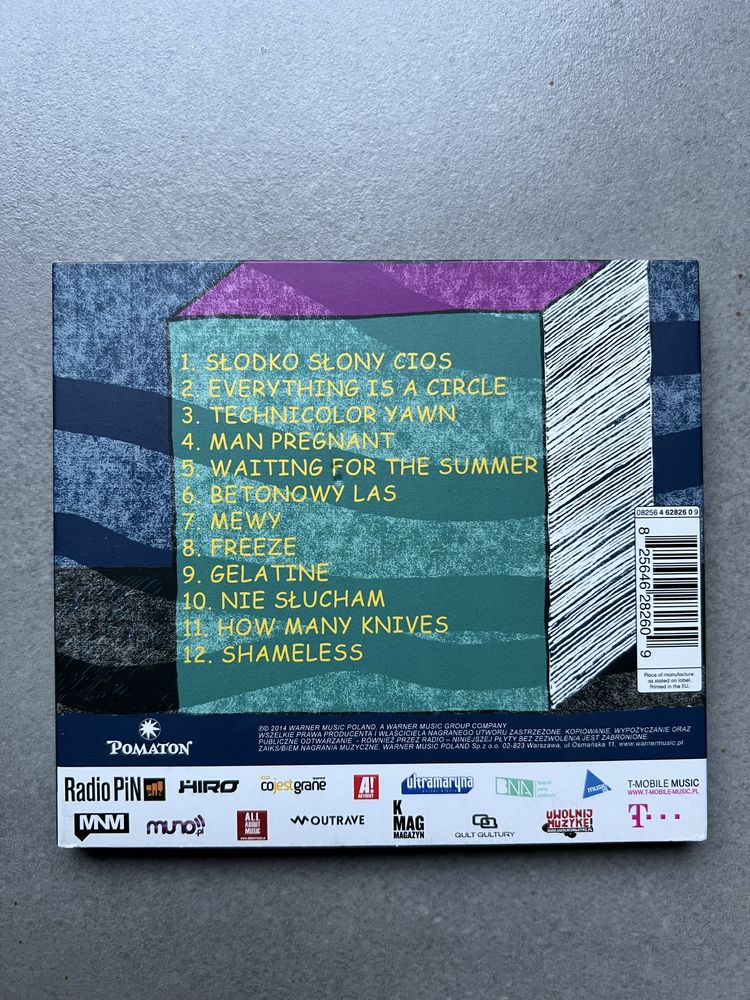 1. SŁODKO SŁONY CIOS
2. EVERYTHING IS A CIRCLE
3. TECHNICOLOR YAWN
4. MAN PREGNANT
5. WAITING FOR THE SUMMER
6. BETONOWY LAS
7. MEWY
8. FREEZE
9. GELATINE
10. NIE SŁUCHAM
11. HOW MANY KNIVES
12. SHAMELESS
08256 4 62826 0 9
8 25646 28260 9
Place of manufacture
as stated on label.
Printed in the EU.
POMATON
℗© 2014 WARNER MUSIC POLAND. A WARNER MUSIC GROUP COMPANY
WSZELKIE PRAWA PRODUCENTA I WŁAŚCICIELA NAGRANEGO UTWORU ZASTRZEŻONE. KOPIOWANIE, WYPOŻYCZANIE ORAZ
PUBLICZNE ODTWARZANIE - RÓWNIEŻ PRZEZ RADIO - NINIEJSZEJ PŁYTY BEZ ZEZWOLENIA JEST ZABRONIONE.
ZAIKS/BIEM NAGRANIA MUZYCZNE. WARNER MUSIC POLAND Sp z o.o. 02-823 Warszawa, ul.Osmańska 11, www.warnermusic.pl
Radio PiN HIRO cojestgrane A! ARTEIST ultramaryna BNA brand new anthem music T-MOBILE MUSIC
WWW.T-MOBILE-MUSIC.PL
MNM muno.pl ALL ABOUT MUSIC OUTRAVE K MAG MAGAZYN QULT QULTURY UWOLNIJ MUZYKĘ! T